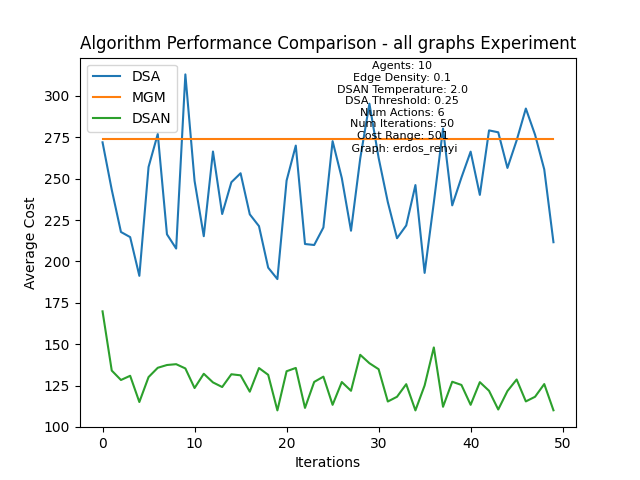 Algorithm Performance Comparison - all graphs Experiment
DSA
MGM
DSAN
Agents: 10
Edge Density: 0.1
DSAN Temperature: 2.0
DSA Threshold: 0.25
Num Actions: 6
Num Iterations: 50
Cost Range: 501
Graph: erdos_renyi
Average Cost
300
275
250
225
200
175
150
125
100
0
10
20
30
40
50
Iterations